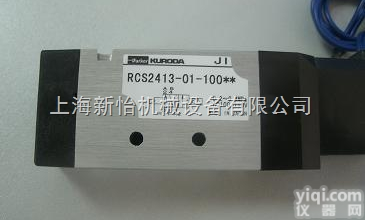 Parker KURODA JI
RCS2413-01-100**
上海新怡机械设备有限公司
yiqi.com
仪器网